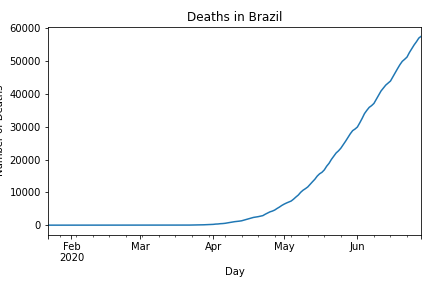 Deaths in Brazil
Number of Deaths
60000
50000
40000
30000
20000
10000
0
Feb
2020
Mar
Apr
May
Jun
Day